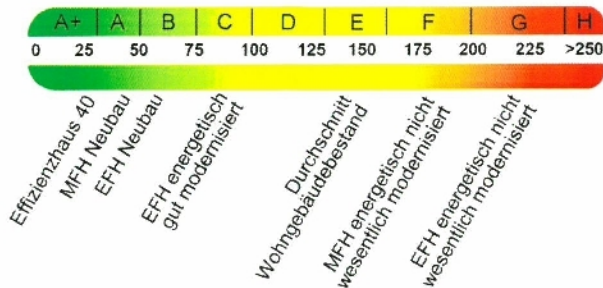 A+ A B C D E F G H
0 25 50 75 100 125 150 175 200 225 >250
Effizienzhaus 40
MFH Neubau
EFH Neubau
EFH energetisch
gut modernisiert
Durchschnitt
Wohngebäudebestand
MFH energetisch nicht
wesentlich modernisiert
EFH energetisch nicht
wesentlich modernisiert